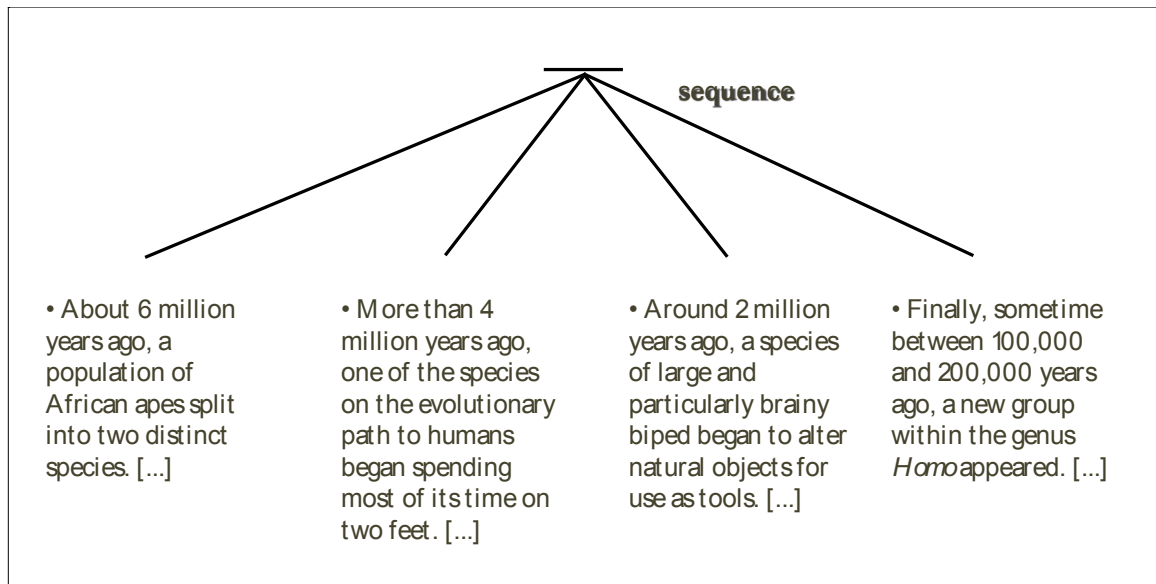 sequence
• About 6 million
years ago, a
population of
African apes split
into two distinct
species. [...]
• More than 4
million years ago,
one of the species
on the evolutionary
path to humans
began spending
most of its time on
two feet. [...]
• Around 2 million
years ago, a species
of large and
particularly brainy
biped began to alter
natural objects for
use as tools. [...]
• Finally, sometime
between 100,000
and 200,000 years
ago, a new group
within the genus
Homo appeared. [...]